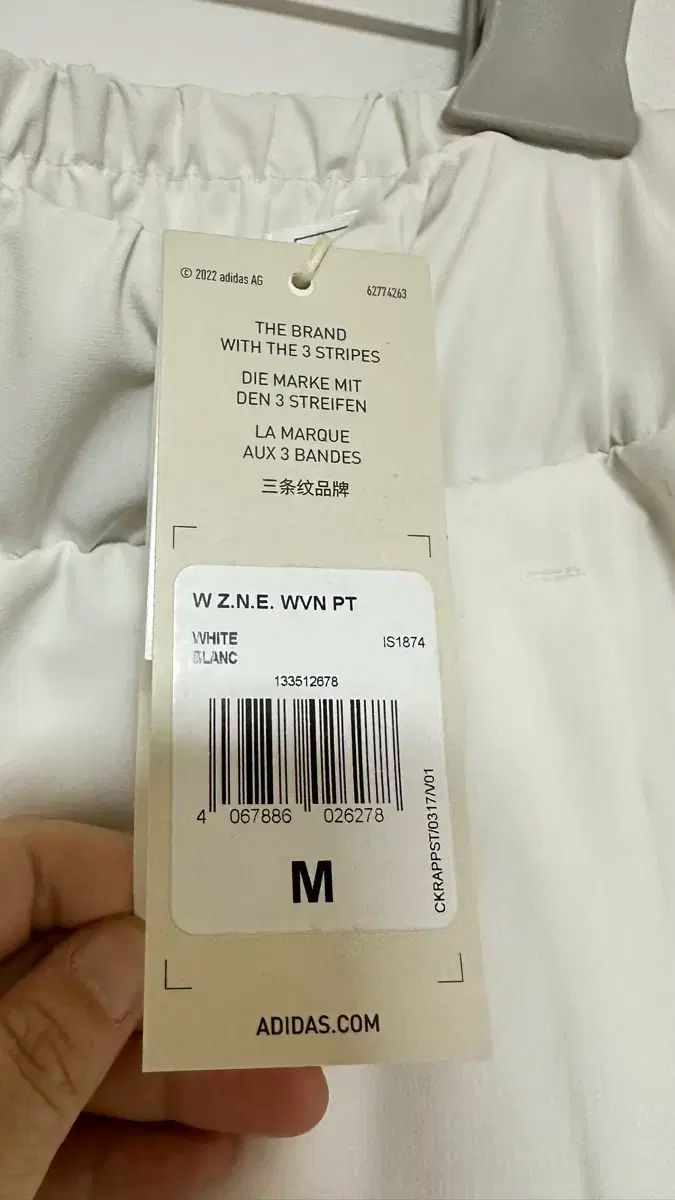 © 2022 adidas AG
62774263
THE BRAND
WITH THE 3 STRIPES
DIE MARKE MIT
DEN 3 STREIFEN
LA MARQUE
AUX 3 BANDES
三条纹品牌
W Z.N.E. WVN PT
WHITE
IS1874
BLANC
133512678
4 067886 026278
CKRAPPST/0317/V01
M
ADIDAS.COM